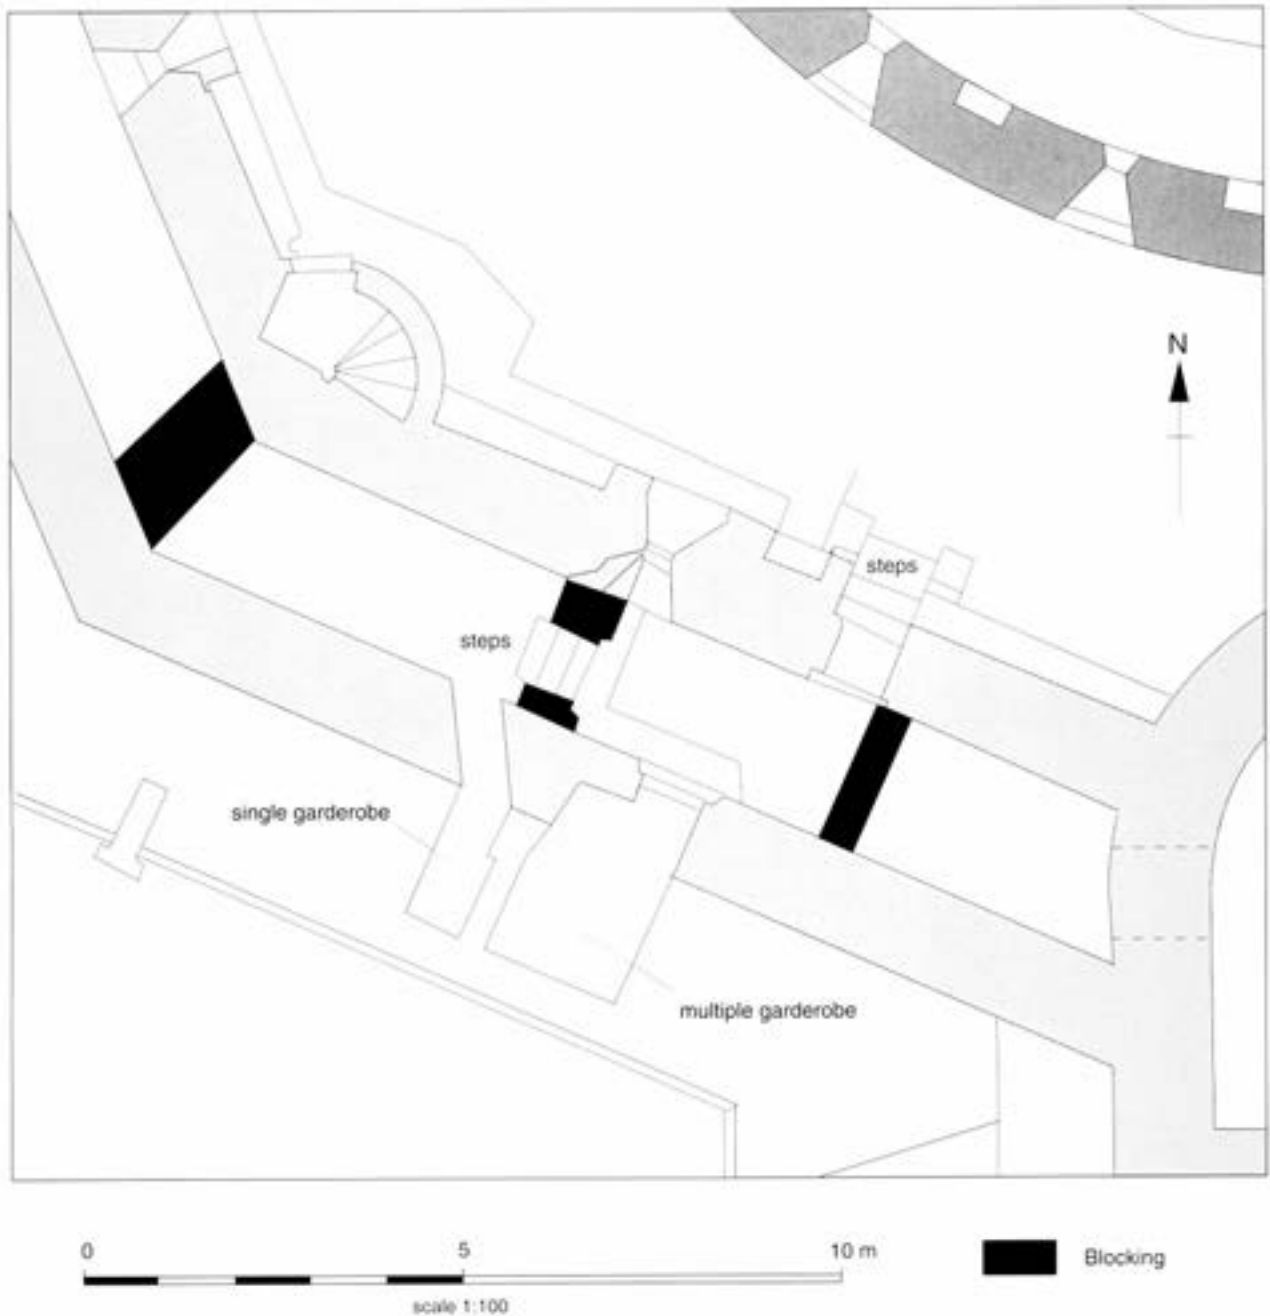 N
steps
steps
single garderobe
multiple garderobe
0 5 10 m
Blocking
scale 1:100